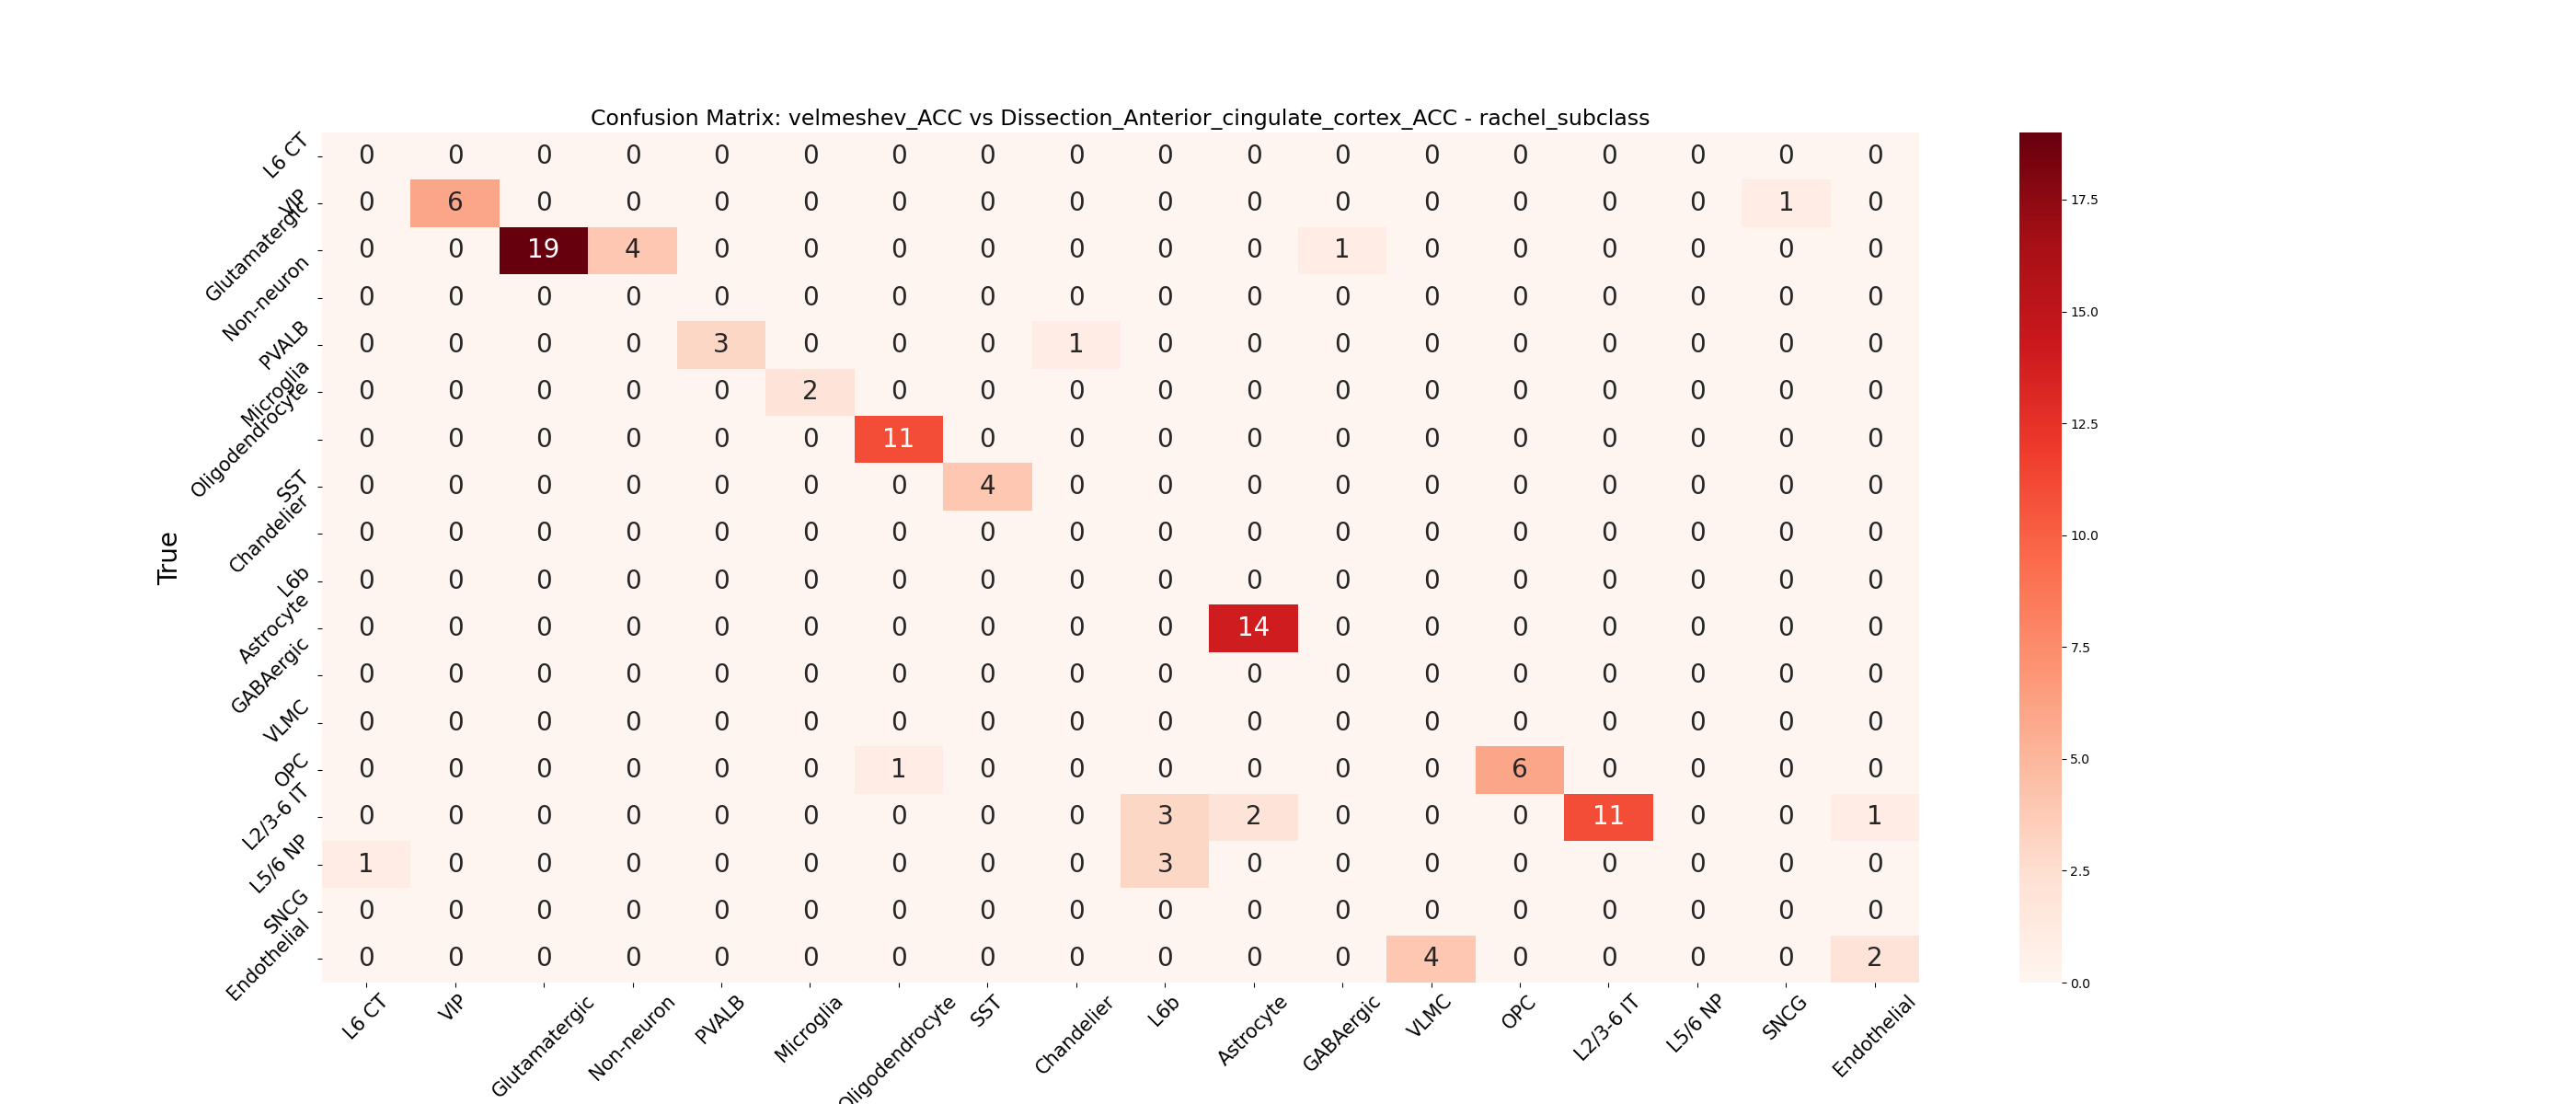 Confusion Matrix: velmeshev_ACC vs Dissection_Anterior_cingulate_cortex_ACC - rachel_subclass
True
L6 CT 0 0 0 0 0 0 0 0 0 0 0 0 0 0 0 0 0 0
VIP 0 6 0 0 0 0 0 0 0 0 0 0 0 0 0 0 1 0
Glutamatergic 0 0 19 4 0 0 0 0 0 0 0 1 0 0 0 0 0 0
Non-neuron 0 0 0 0 0 0 0 0 0 0 0 0 0 0 0 0 0 0
PVALB 0 0 0 0 3 0 0 0 1 0 0 0 0 0 0 0 0 0
Microglia 0 0 0 0 0 2 0 0 0 0 0 0 0 0 0 0 0 0
Oligodendrocyte 0 0 0 0 0 0 11 0 0 0 0 0 0 0 0 0 0 0
SST 0 0 0 0 0 0 0 4 0 0 0 0 0 0 0 0 0 0
Chandelier 0 0 0 0 0 0 0 0 0 0 0 0 0 0 0 0 0 0
L6b 0 0 0 0 0 0 0 0 0 0 0 0 0 0 0 0 0 0
Astrocyte 0 0 0 0 0 0 0 0 0 0 14 0 0 0 0 0 0 0
GABAergic 0 0 0 0 0 0 0 0 0 0 0 0 0 0 0 0 0 0
VLMC 0 0 0 0 0 0 0 0 0 0 0 0 0 0 0 0 0 0
OPC 0 0 0 0 0 0 1 0 0 0 0 0 0 6 0 0 0 0
L2/3-6 IT 0 0 0 0 0 0 0 0 0 3 2 0 0 0 11 0 0 1
L5/6 NP 1 0 0 0 0 0 0 0 0 3 0 0 0 0 0 0 0 0
SNCG 0 0 0 0 0 0 0 0 0 0 0 0 0 0 0 0 0 0
Endothelial 0 0 0 0 0 0 0 0 0 0 0 0 4 0 0 0 0 2
L6 CT VIP Glutamatergic Non-neuron PVALB Microglia Oligodendrocyte SST Chandelier L6b Astrocyte GABAergic VLMC OPC L2/3-6 IT L5/6 NP SNCG Endothelial
17.5
15.0
12.5
10.0
7.5
5.0
2.5
0.0